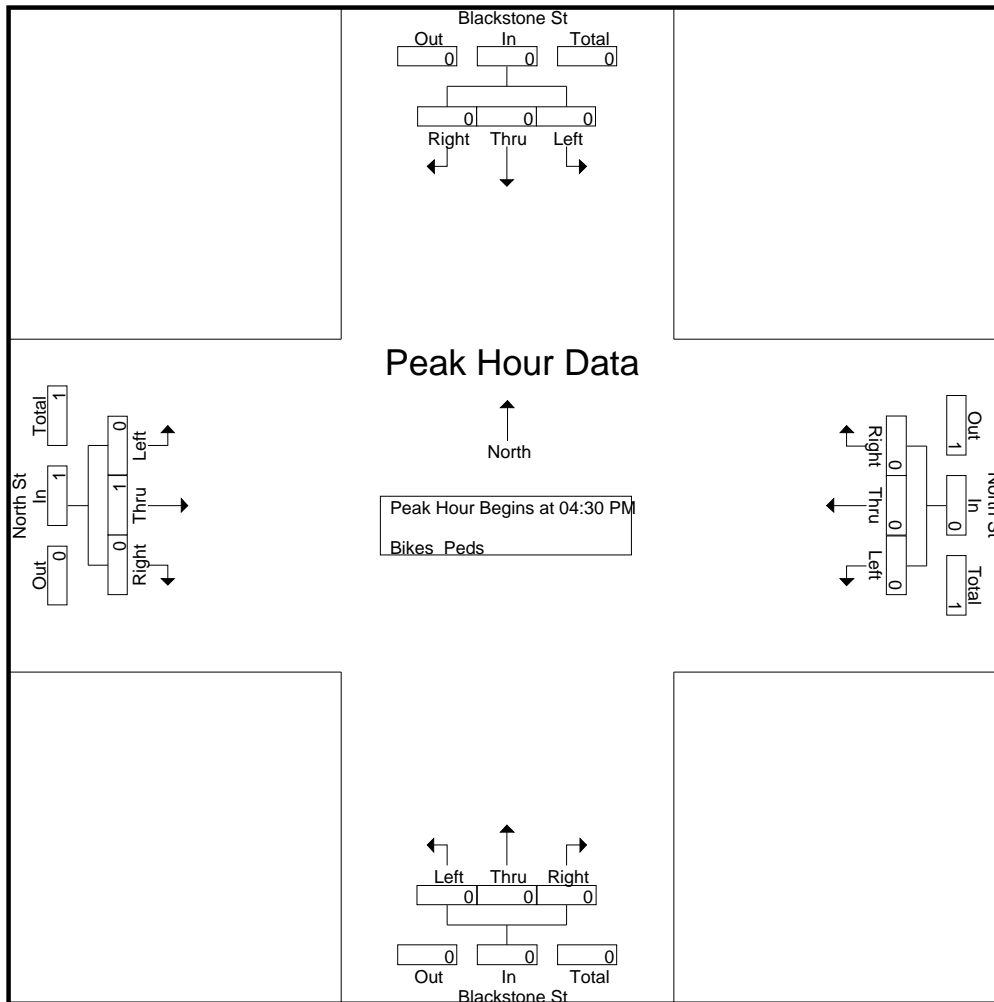 Blackstone St
Out In Total
0 0 0
0 0 0
Right Thru Left
Peak Hour Data
North
Peak Hour Begins at 04:30 PM
Bikes Peds
North St
Total In Out
1 1 0
0 1 0
Left Thru Right
North St
Out In Total
1 0 1
0 0 0
Right Thru Left
Left Thru Right
0 0 0
0 0 0
Out In Total
Blackstone St